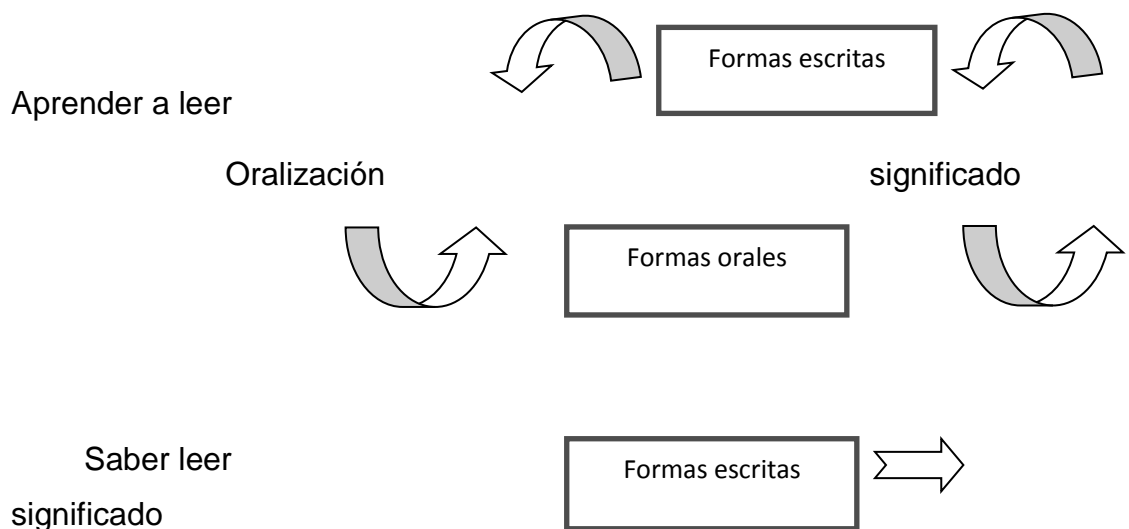 Formas escritas
Aprender a leer
Oralización significado
Formas orales
Saber leer Formas escritas
significado